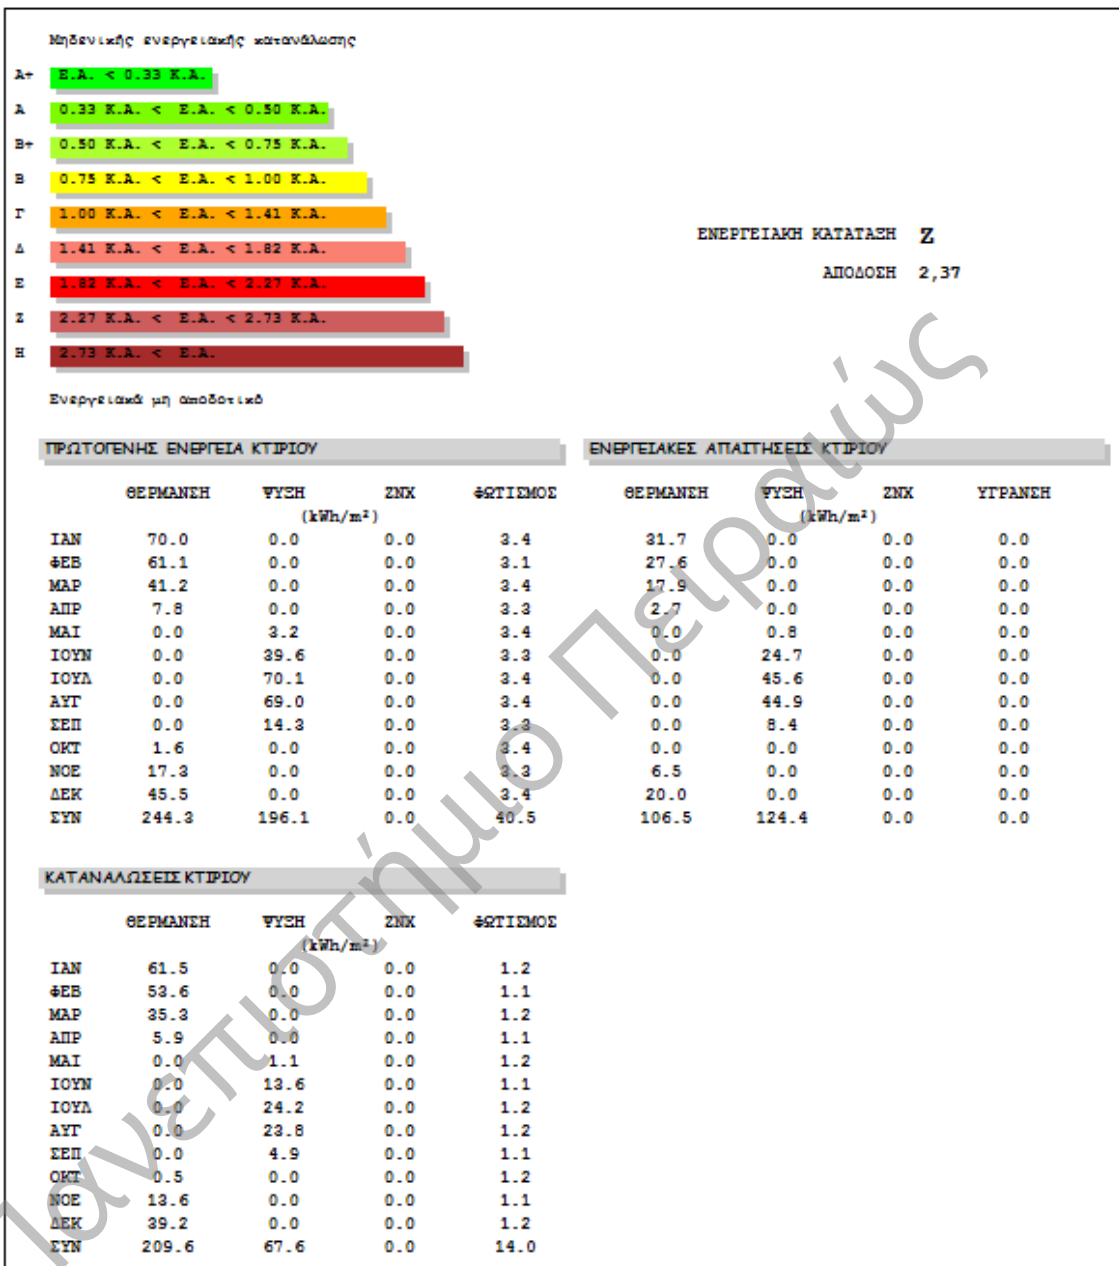 Μηδενικής ενεργειακής κατανάλωσης
Α+ Ε.Α. < 0.33 Κ.Α.
Α 0.33 Κ.Α. < Ε.Α. < 0.50 Κ.Α.
Β+ 0.50 Κ.Α. < Ε.Α. < 0.75 Κ.Α.
Β 0.75 Κ.Α. < Ε.Α. < 1.00 Κ.Α.
Γ 1.00 Κ.Α. < Ε.Α. < 1.41 Κ.Α.
Δ 1.41 Κ.Α. < Ε.Α. < 1.82 Κ.Α.
Ε 1.82 Κ.Α. < Ε.Α. < 2.27 Κ.Α.
Ζ 2.27 Κ.Α. < Ε.Α. < 2.73 Κ.Α.
Η 2.73 Κ.Α. < Ε.Α.
Ενεργειακά μη αποδοτικό
ΕΝΕΡΓΕΙΑΚΗ ΚΑΤΑΤΑΞΗ Ζ
ΑΠΟΔΟΣΗ 2,37
ΠΡΩΤΟΓΕΝΗΣ ΕΝΕΡΓΕΙΑ ΚΤΙΡΙΟΥ
ΘΕΡΜΑΝΣΗ ΨΥΞΗ ΖΝΧ ΦΩΤΙΣΜΟΣ
(kWh/m²)
ΙΑΝ 70.0 0.0 0.0 3.4
ΦΕΒ 61.1 0.0 0.0 3.1
ΜΑΡ 41.2 0.0 0.0 3.4
ΑΠΡ 7.8 0.0 0.0 3.3
ΜΑΙ 0.0 3.2 0.0 3.4
ΙΟΥΝ 0.0 39.6 0.0 3.3
ΙΟΥΛ 0.0 70.1 0.0 3.4
ΑΥΓ 0.0 69.0 0.0 3.4
ΣΕΠ 0.0 14.3 0.0 3.3
ΟΚΤ 1.6 0.0 0.0 3.4
ΝΟΕ 17.3 0.0 0.0 3.3
ΔΕΚ 45.5 0.0 0.0 3.4
ΣΥΝ 244.3 196.1 0.0 40.5
ΕΝΕΡΓΕΙΑΚΕΣ ΑΠΑΙΤΗΣΕΙΣ ΚΤΙΡΙΟΥ
ΘΕΡΜΑΝΣΗ ΨΥΞΗ ΖΝΧ ΥΓΡΑΝΣΗ
(kWh/m²)
31.7 0.0 0.0 0.0
27.6 0.0 0.0 0.0
17.9 0.0 0.0 0.0
2.7 0.0 0.0 0.0
0.0 0.8 0.0 0.0
0.0 24.7 0.0 0.0
0.0 45.6 0.0 0.0
0.0 44.9 0.0 0.0
0.0 8.4 0.0 0.0
0.0 0.0 0.0 0.0
6.5 0.0 0.0 0.0
20.0 0.0 0.0 0.0
106.5 124.4 0.0 0.0
ΚΑΤΑΝΑΛΩΣΕΙΣ ΚΤΙΡΙΟΥ
ΘΕΡΜΑΝΣΗ ΨΥΞΗ ΖΝΧ ΦΩΤΙΣΜΟΣ
(kWh/m²)
ΙΑΝ 61.5 0.0 0.0 1.2
ΦΕΒ 53.6 0.0 0.0 1.1
ΜΑΡ 35.3 0.0 0.0 1.2
ΑΠΡ 5.9 0.0 0.0 1.1
ΜΑΙ 0.0 1.1 0.0 1.2
ΙΟΥΝ 0.0 13.6 0.0 1.1
ΙΟΥΛ 0.0 24.2 0.0 1.2
ΑΥΓ 0.0 23.8 0.0 1.2
ΣΕΠ 0.0 4.9 0.0 1.1
ΟΚΤ 0.5 0.0 0.0 1.2
ΝΟΕ 13.6 0.0 0.0 1.1
ΔΕΚ 39.2 0.0 0.0 1.2
ΣΥΝ 209.6 67.6 0.0 14.0
Πανεπιστήμιο Πειραιώς